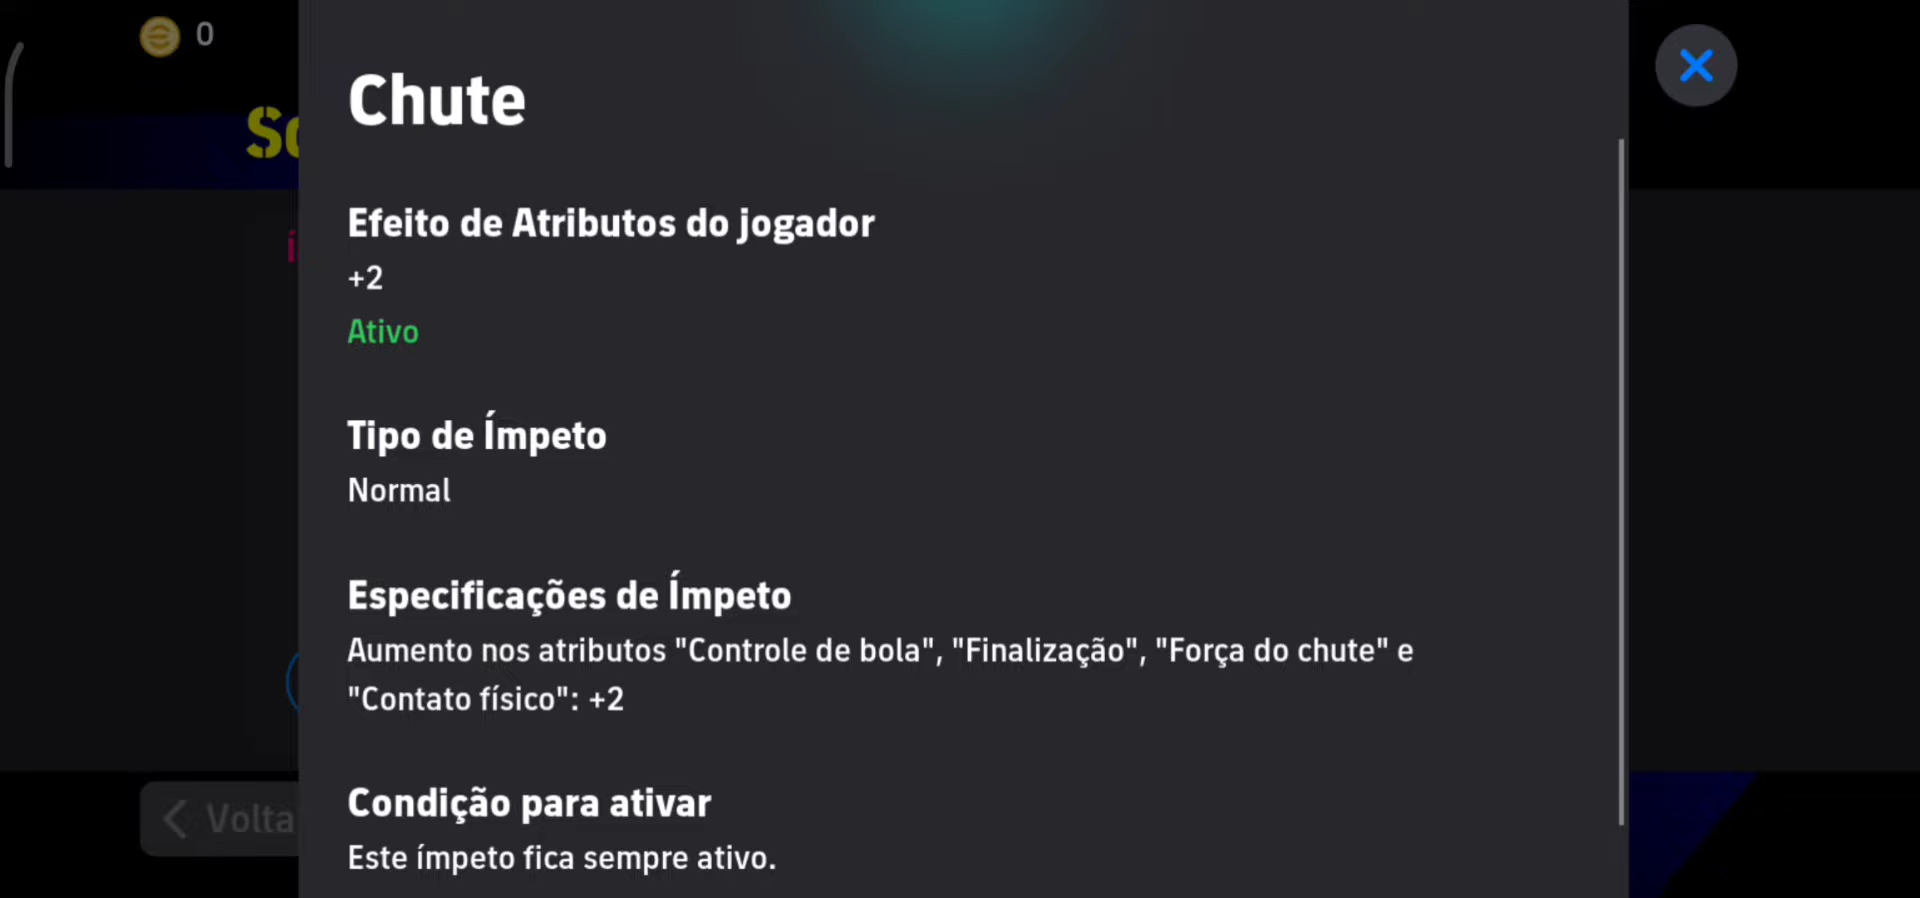 0
Chute
Efeito de Atributos do jogador
+2
Ativo
Tipo de Ímpeto
Normal
Especificações de Ímpeto
Aumento nos atributos "Controle de bola", "Finalização", "Força do chute" e
"Contato físico": +2
Condição para ativar
Este ímpeto fica sempre ativo.
Volta